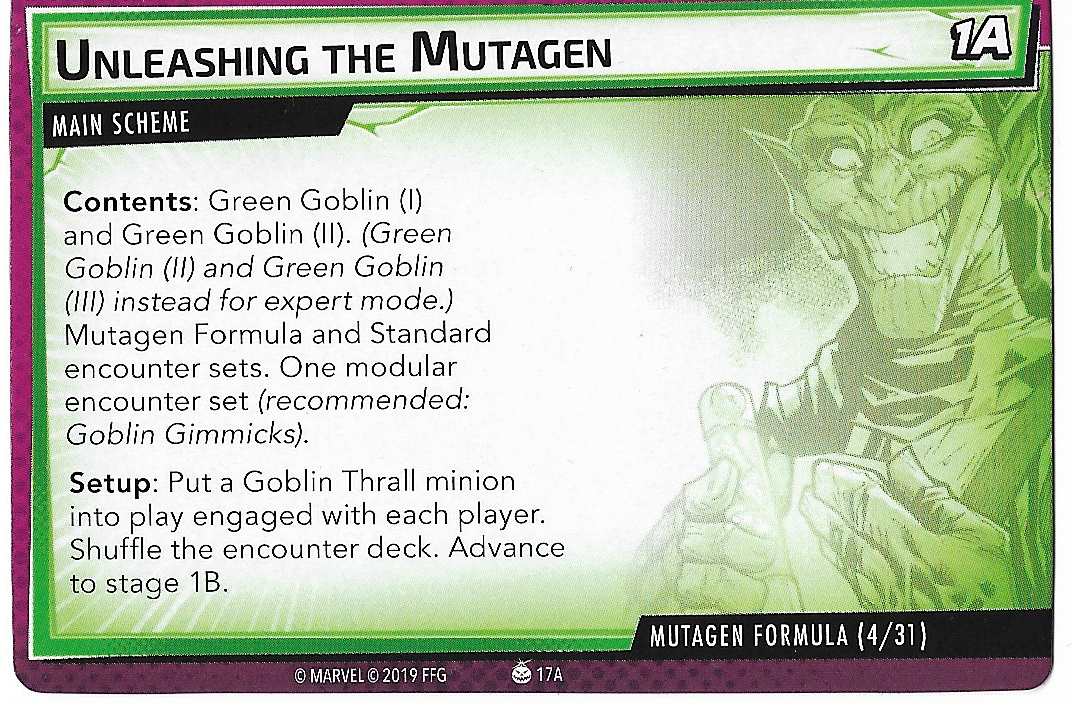 UNLEASHING THE MUTAGEN
1A
MAIN SCHEME
Contents: Green Goblin (I)
and Green Goblin (II). (Green
Goblin (II) and Green Goblin
(III) instead for expert mode.)
Mutagen Formula and Standard
encounter sets. One modular
encounter set (recommended:
Goblin Gimmicks).
Setup: Put a Goblin Thrall minion
into play engaged with each player.
Shuffle the encounter deck. Advance
to stage 1B.
MUTAGEN FORMULA (4/31)
© MARVEL © 2019 FFG
17A